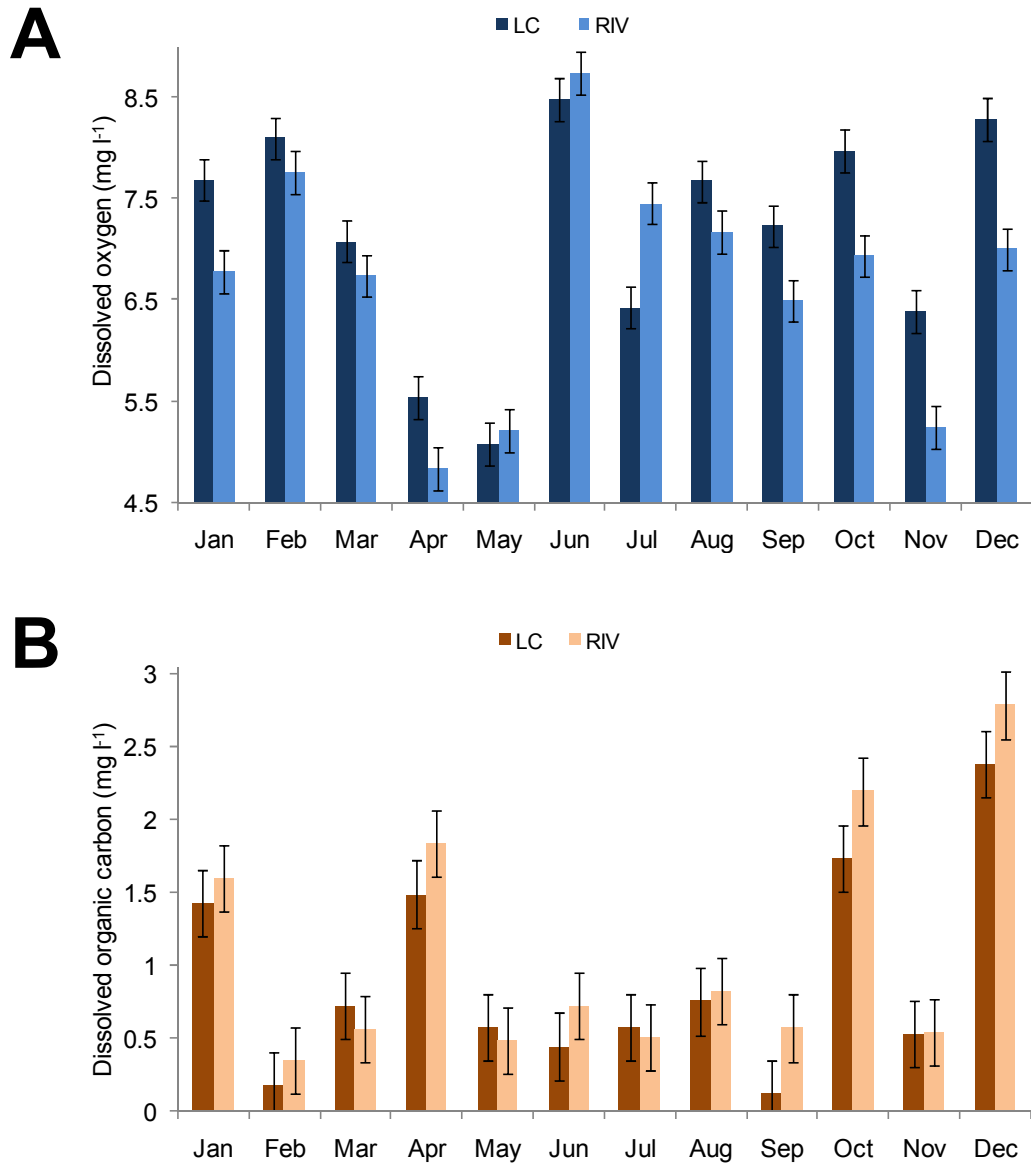 A
LC RIV
Dissolved oxygen (mg l-1)
8.5
7.5
6.5
5.5
4.5
Jan Feb Mar Apr May Jun Jul Aug Sep Oct Nov Dec
B
LC RIV
Dissolved organic carbon (mg l-1)
3
2.5
2
1.5
1
0.5
0
Jan Feb Mar Apr May Jun Jul Aug Sep Oct Nov Dec